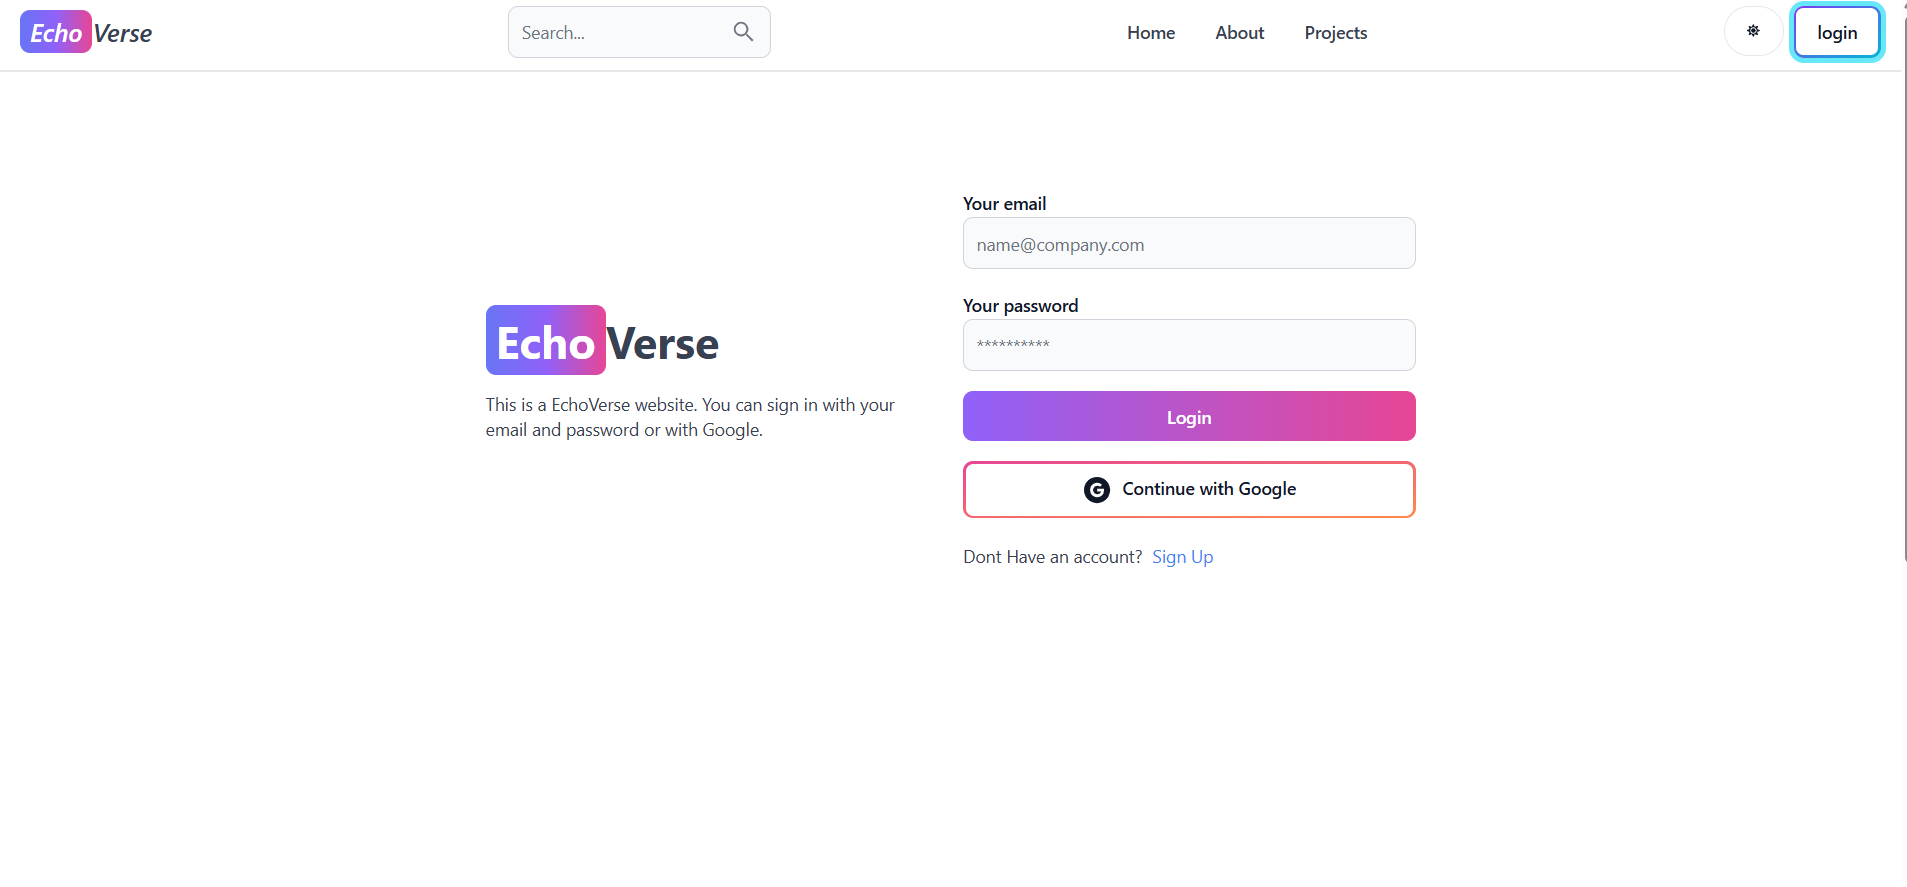 Echo Verse
Search...
Home About Projects
login
Your email
name@company.com
Your password
**********
Echo Verse
This is a EchoVerse website. You can sign in with your
email and password or with Google.
Login
G Continue with Google
Dont Have an account? Sign Up